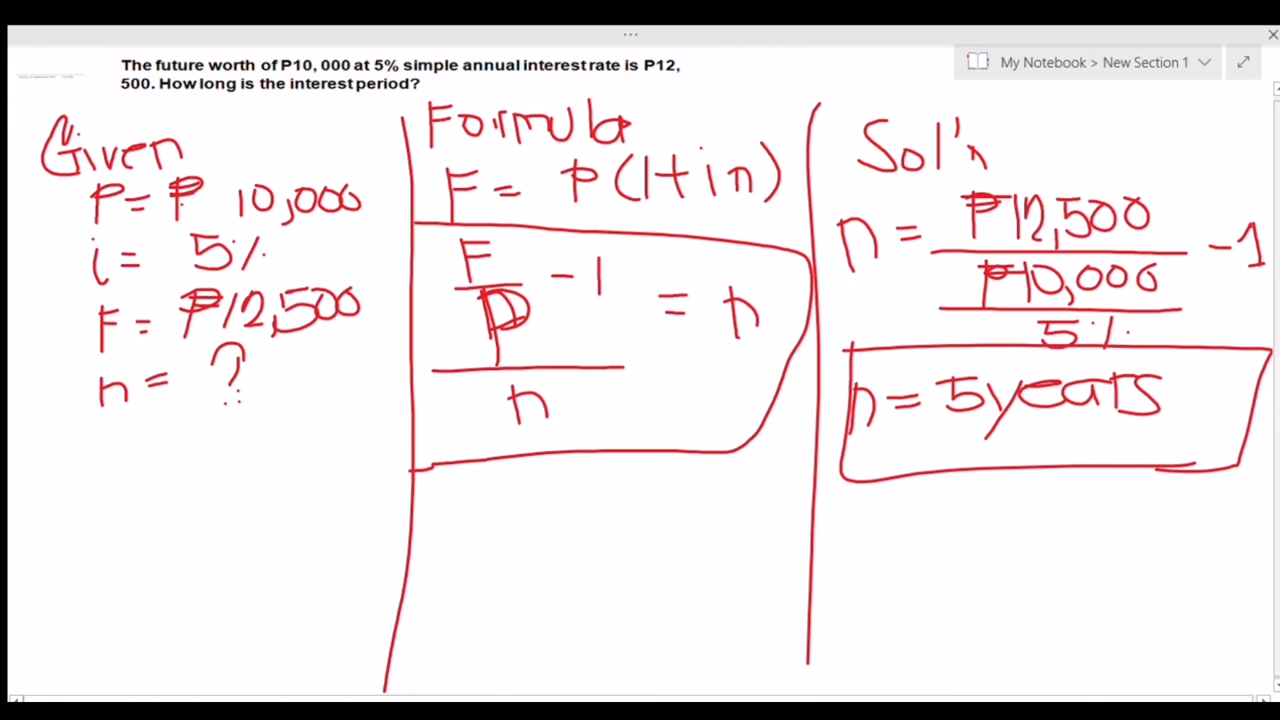 The future worth of P10, 000 at 5% simple annual interest rate is P12,
500. How long is the interest period?
My Notebook > New Section 1
Given
P = ₱ 10,000
i = 5%
F = ₱12,500
n = ?
Formula
F = P(1+in)
F
P
- 1
= n
n
Sol'n
n = ₱12,500
₱10,000
- 1
5%
n = 5years